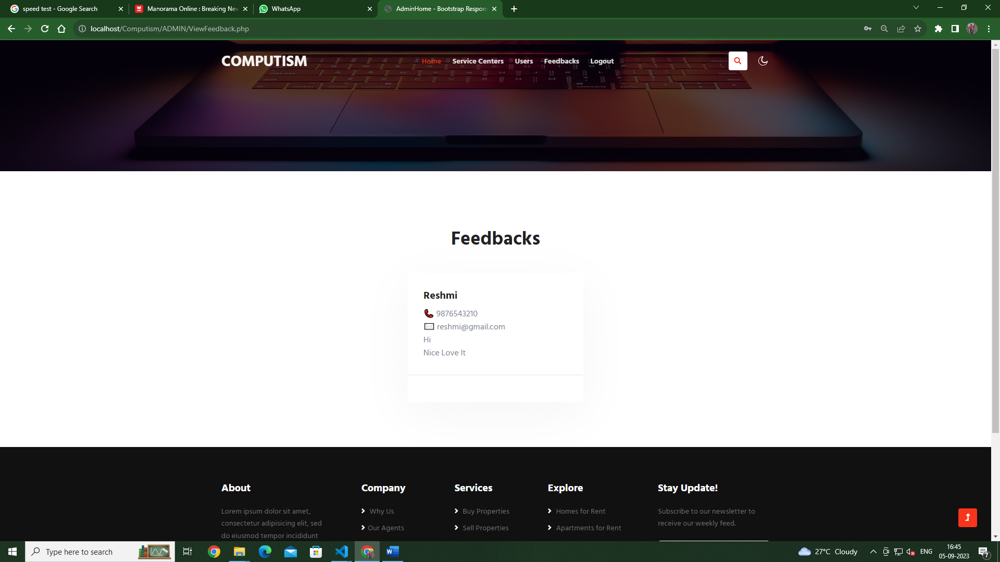 speed test - Google Search
Manorama Online : Breaking Nev
WhatsApp
AdminHome - Bootstrap Respon
localhost/Computism/ADMIN/ViewFeedback.php
COMPUTISM
Home
Service Centers
Users
Feedbacks
Logout
Feedbacks
Reshmi
9876543210
reshmi@gmail.com
Hi
Nice Love It
About
Lorem ipsum dolor sit amet,
consectetur adipisicing elit, sed
do eiusmod tempor incididunt
Company
Why Us
Our Agents
Services
Buy Properties
Sell Properties
Explore
Homes for Rent
Apartments for Rent
Stay Update!
Subscribe to our newsletter to
receive our weekly feed.
Type here to search
27°C Cloudy
ENG
16:45
05-09-2023
7